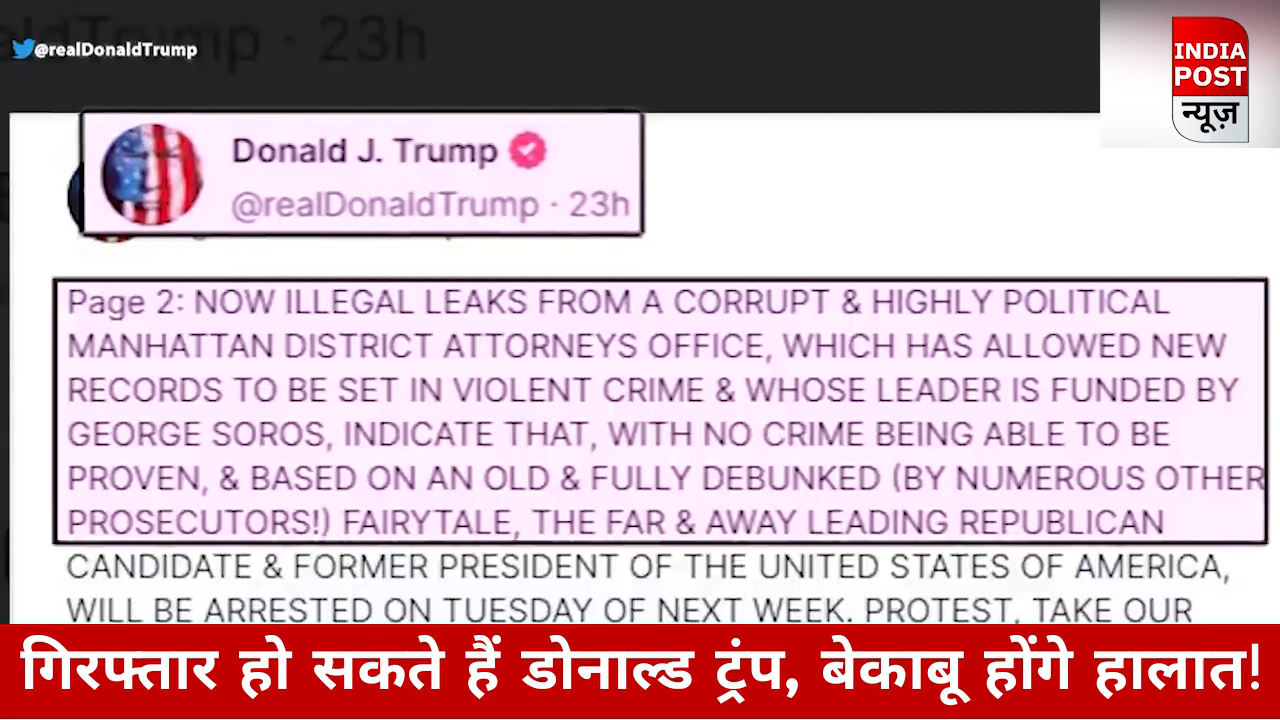 aldTrump · 23h
@realDonaldTrump
INDIA
POST
न्यूज़
Donald J. Trump
@realDonaldTrump · 23h
Page 2: NOW ILLEGAL LEAKS FROM A CORRUPT & HIGHLY POLITICAL
MANHATTAN DISTRICT ATTORNEYS OFFICE, WHICH HAS ALLOWED NEW
RECORDS TO BE SET IN VIOLENT CRIME & WHOSE LEADER IS FUNDED BY
GEORGE SOROS, INDICATE THAT, WITH NO CRIME BEING ABLE TO BE
PROVEN, & BASED ON AN OLD & FULLY DEBUNKED (BY NUMEROUS OTHER
PROSECUTORS!) FAIRYTALE, THE FAR & AWAY LEADING REPUBLICAN
CANDIDATE & FORMER PRESIDENT OF THE UNITED STATES OF AMERICA,
WILL BE ARRESTED ON TUESDAY OF NEXT WEEK. PROTEST, TAKE OUR
गिरफ्तार हो सकते हैं डोनाल्ड ट्रंप, बेकाबू होंगे हालात!